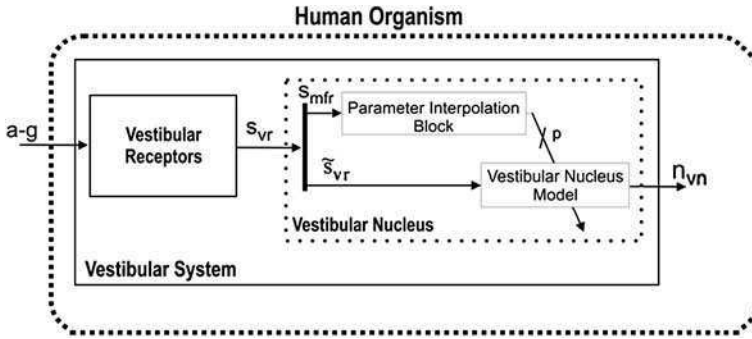 Human Organism
a-g
Vestibular
Receptors
s_vr
s_mfr
Parameter Interpolation
Block
p
s̃_vr
Vestibular Nucleus
Model
n_vn
Vestibular Nucleus
Vestibular System